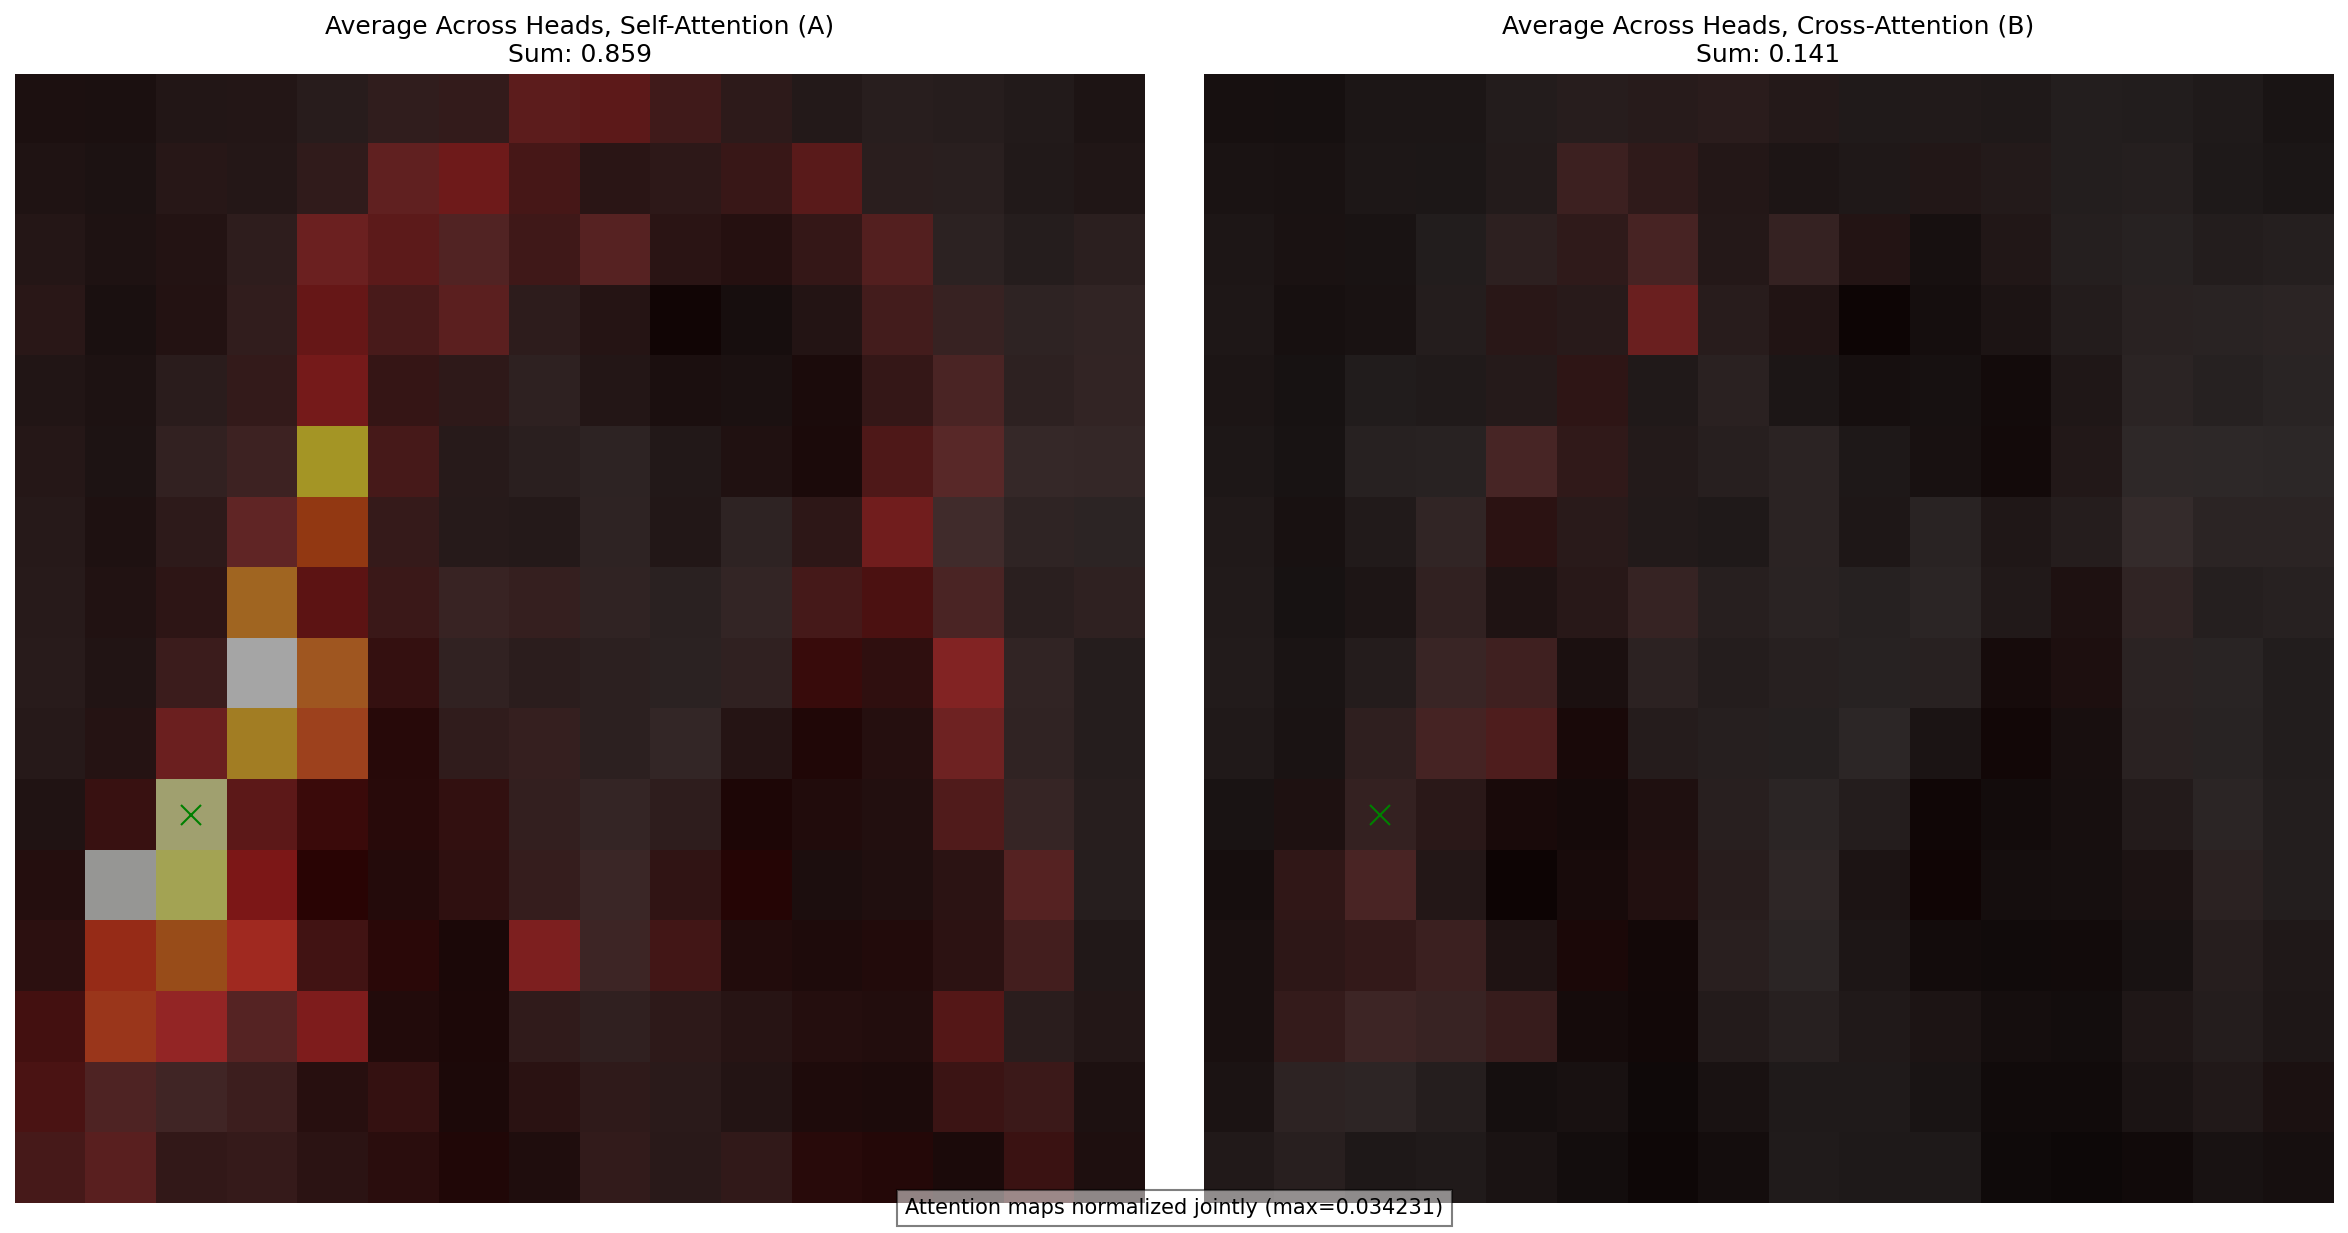 Average Across Heads, Self-Attention (A)
Sum: 0.859
Average Across Heads, Cross-Attention (B)
Sum: 0.141
Attention maps normalized jointly (max=0.034231)